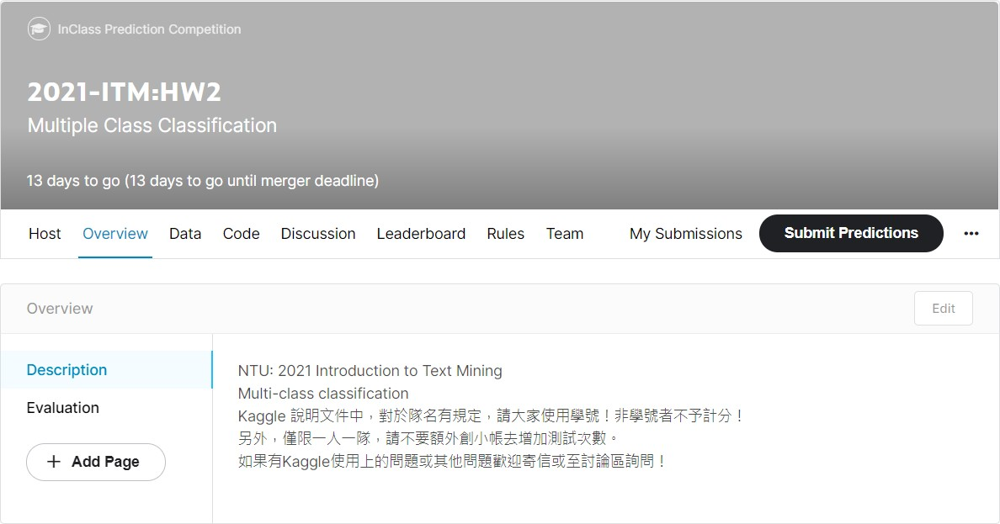 InClass Prediction Competition
2021-ITM:HW2
Multiple Class Classification
13 days to go (13 days to go until merger deadline)
Host Overview Data Code Discussion Leaderboard Rules Team My Submissions Submit Predictions •••
Overview Edit
Description
Evaluation
+ Add Page
NTU: 2021 Introduction to Text Mining
Multi-class classification
Kaggle 說明文件中，對於隊名有規定，請大家使用學號！非學號者不予計分！
另外，僅限一人一隊，請不要額外創小帳去增加測試次數。
如果有Kaggle使用上的問題或其他問題歡迎寄信或至討論區詢問！